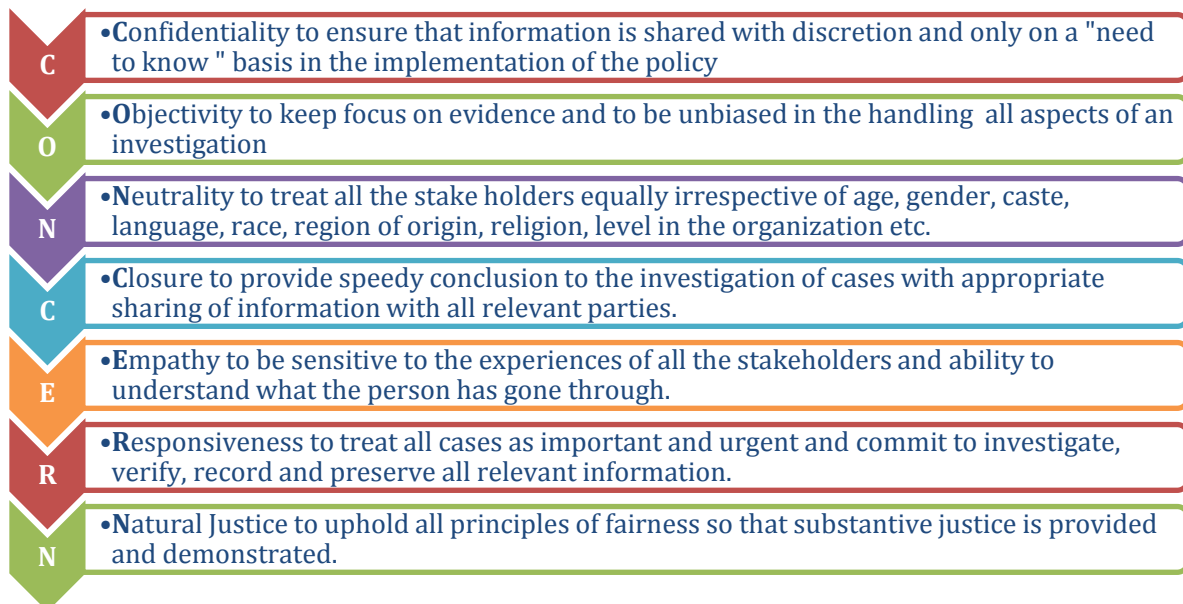 C
•Confidentiality to ensure that information is shared with discretion and only on a "need
to know " basis in the implementation of the policy
O
•Objectivity to keep focus on evidence and to be unbiased in the handling  all aspects of an
investigation
N
•Neutrality to treat all the stake holders equally irrespective of age, gender, caste,
language, race, region of origin, religion, level in the organization etc.
C
•Closure to provide speedy conclusion to the investigation of cases with appropriate
sharing of information with all relevant parties.
E
•Empathy to be sensitive to the experiences of all the stakeholders and ability to
understand what the person has gone through.
R
•Responsiveness to treat all cases as important and urgent and commit to investigate,
verify, record and preserve all relevant information.
N
•Natural Justice to uphold all principles of fairness so that substantive justice is provided
and demonstrated.